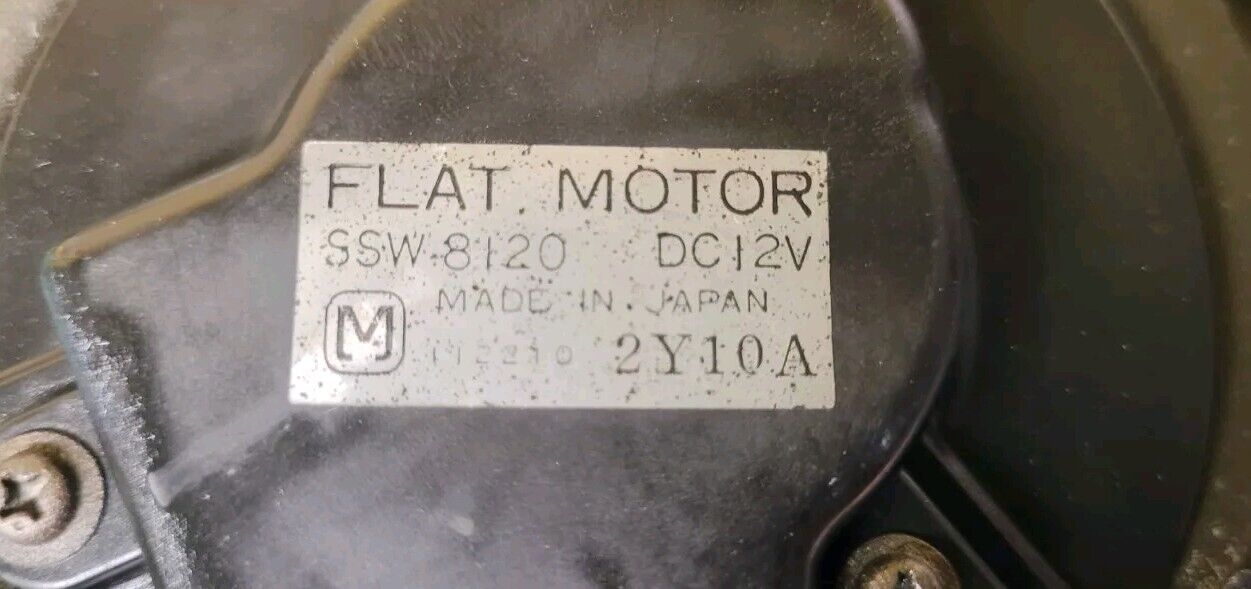 FLAT MOTOR
SSW 8120 DC12V
MADE IN JAPAN
M 2Y10A